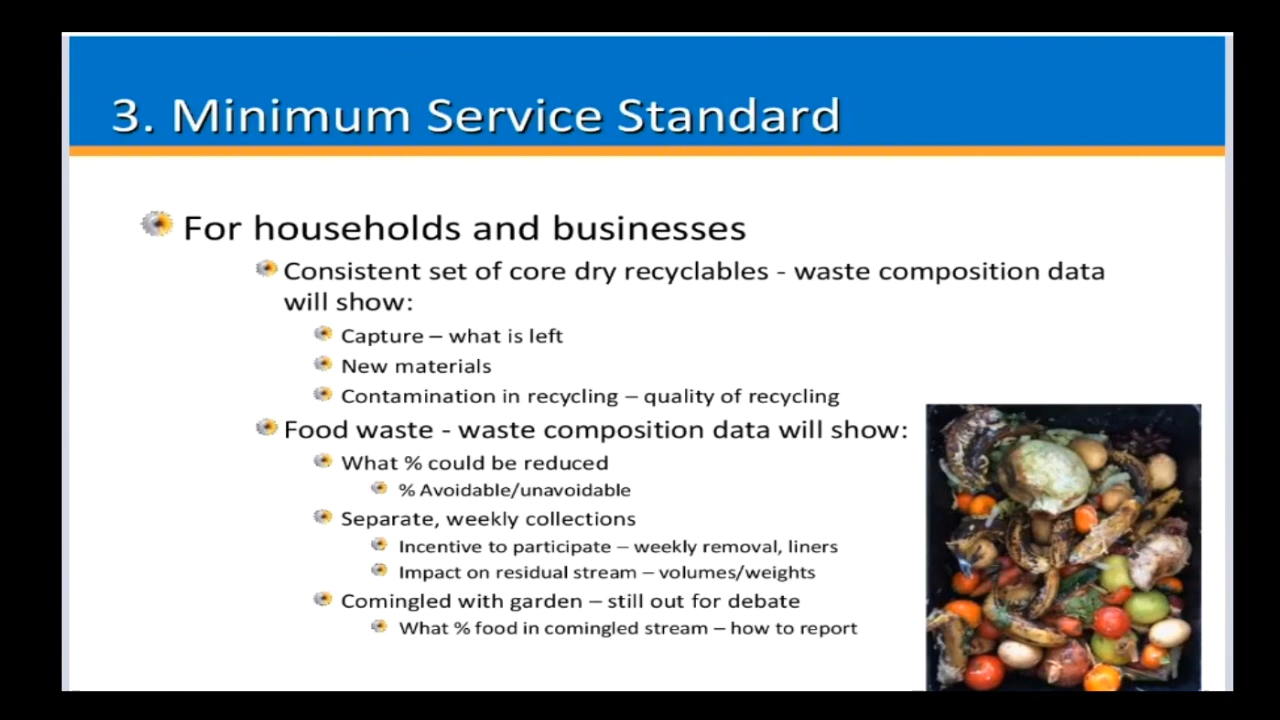 3. Minimum Service Standard
For households and businesses
Consistent set of core dry recyclables - waste composition data
will show:
Capture – what is left
New materials
Contamination in recycling – quality of recycling
Food waste - waste composition data will show:
What % could be reduced
% Avoidable/unavoidable
Separate, weekly collections
Incentive to participate – weekly removal, liners
Impact on residual stream – volumes/weights
Comingled with garden – still out for debate
What % food in comingled stream – how to report